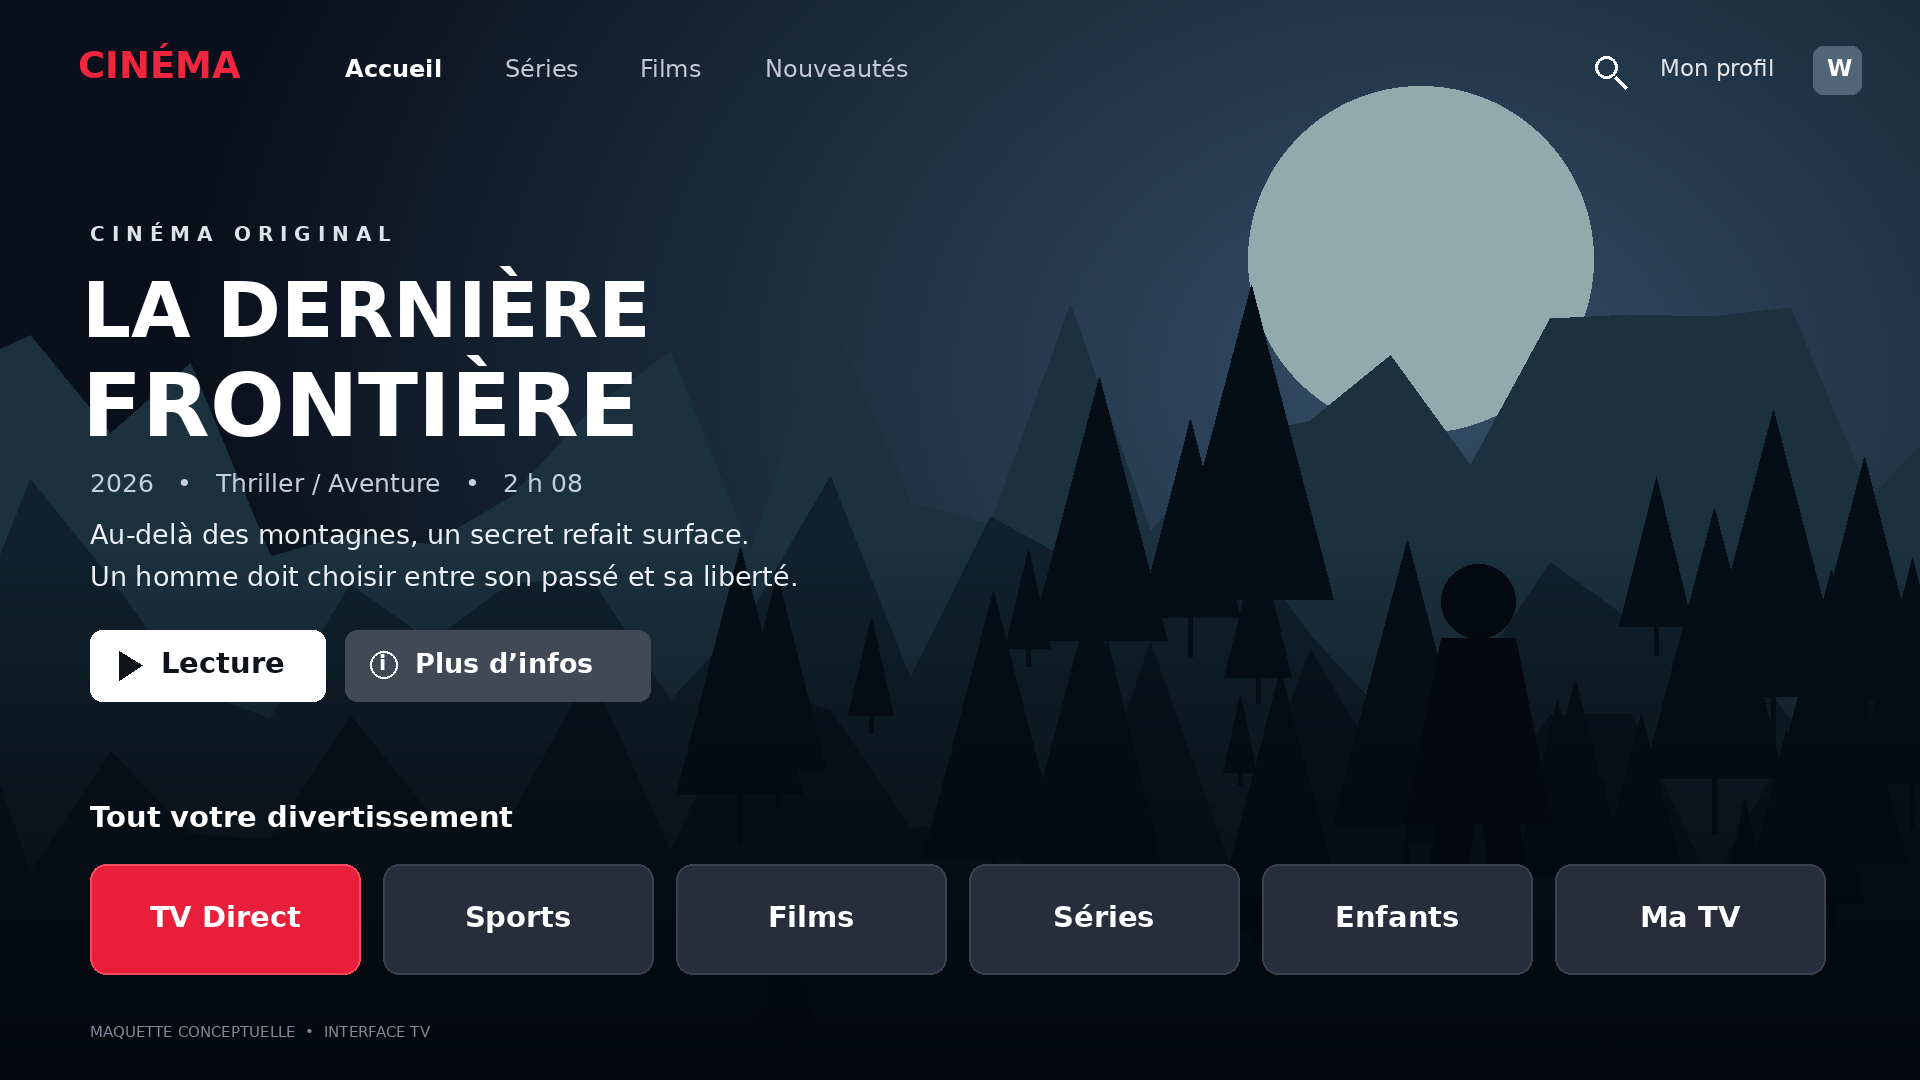 CINÉMA Accueil Séries Films Nouveautés Mon profil W
CINÉMA ORIGINAL
LA DERNIÈRE
FRONTIÈRE
2026 • Thriller / Aventure • 2 h 08
Au-delà des montagnes, un secret refait surface.
Un homme doit choisir entre son passé et sa liberté.
Lecture i Plus d’infos
Tout votre divertissement
TV Direct Sports Films Séries Enfants Ma TV
MAQUETTE CONCEPTUELLE • INTERFACE TV